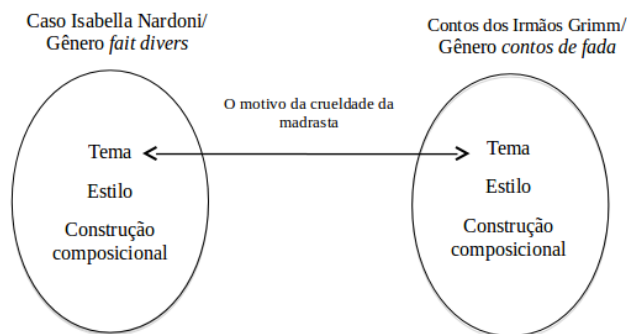 Caso Isabella Nardoni/
Gênero fait divers
Contos dos Irmãos Grimm/
Gênero contos de fada
O motivo da crueldade da
madrasta
Tema
Estilo
Construção
composicional
Tema
Estilo
Construção
composicional